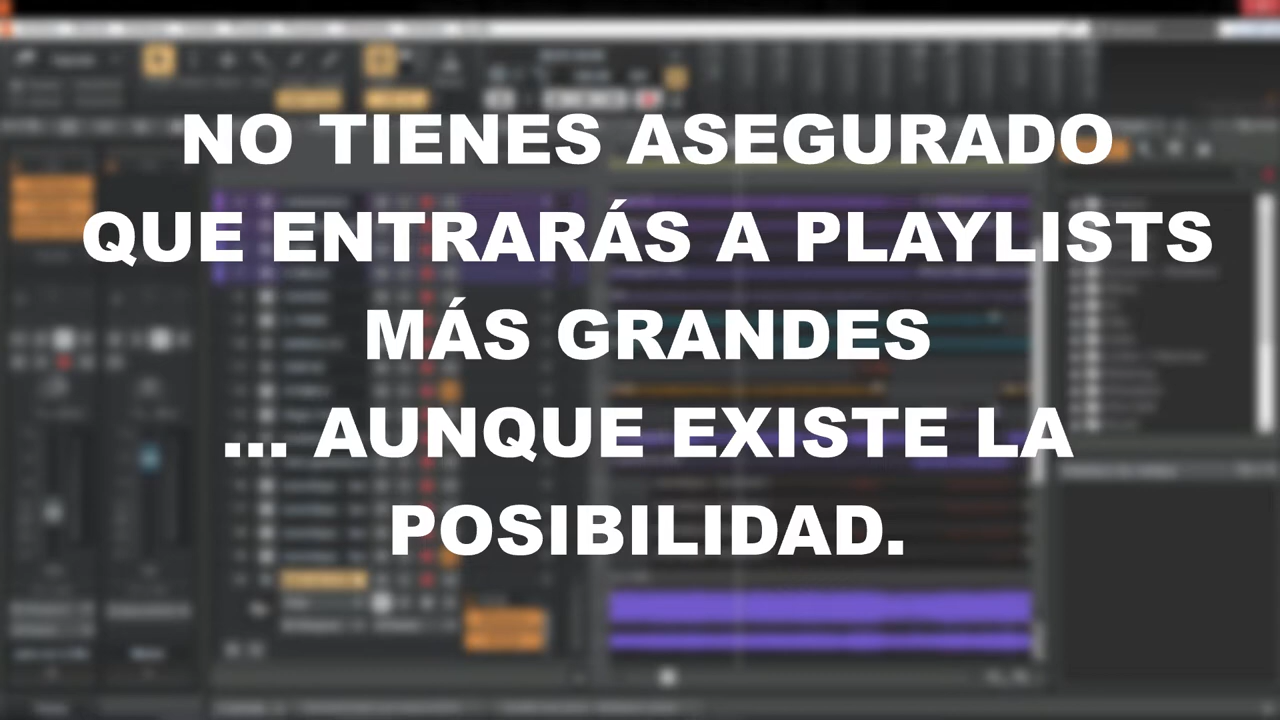 NO TIENES ASEGURADO
QUE ENTRARÁS A PLAYLISTS
MÁS GRANDES
... AUNQUE EXISTE LA
POSIBILIDAD.